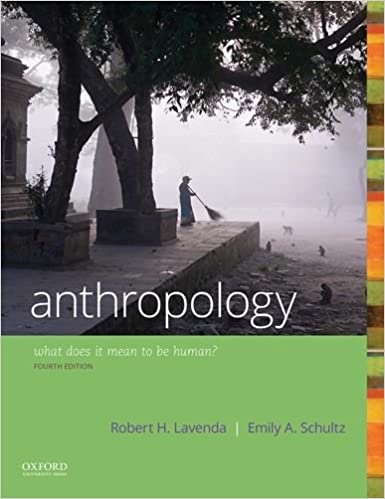 anthropology
what does it mean to be human?
FOURTH EDITION
Robert H. Lavenda | Emily A. Schultz
OXFORD
UNIVERSITY PRESS